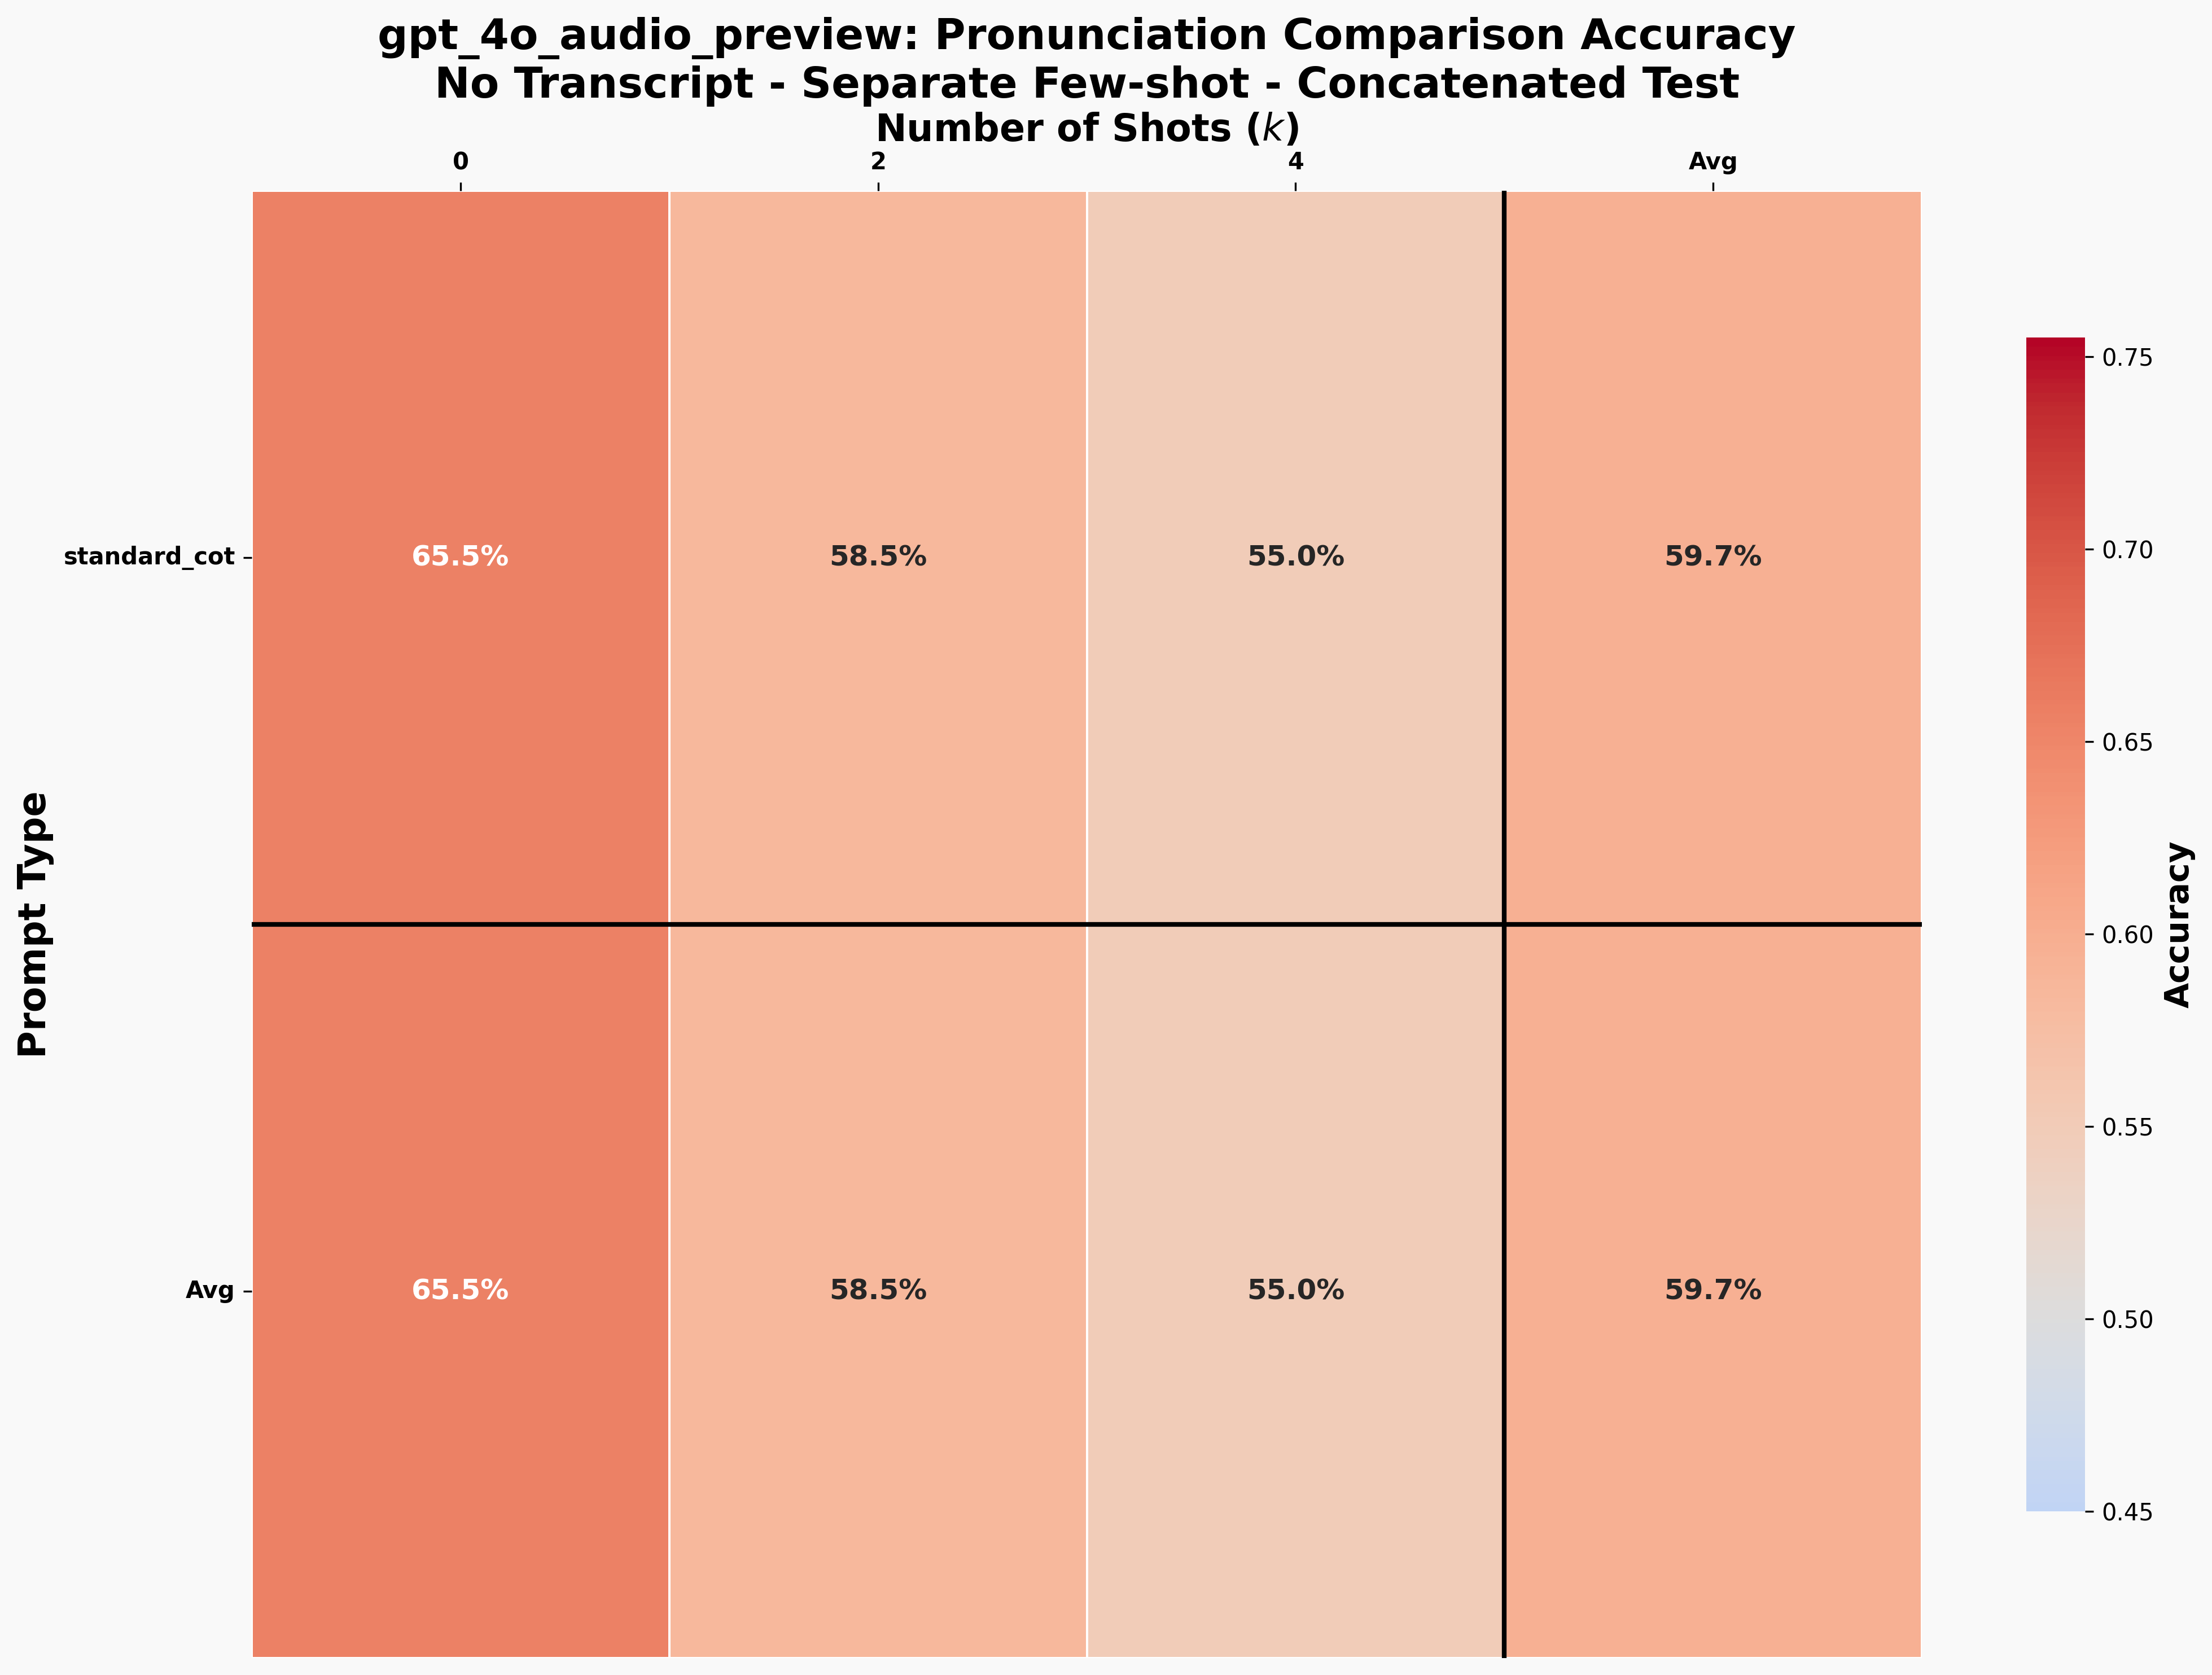 gpt_4o_audio_preview: Pronunciation Comparison Accuracy
No Transcript - Separate Few-shot - Concatenated Test
Number of Shots (k)
0 2 4 Avg
standard_cot 65.5% 58.5% 55.0% 59.7%
Avg 65.5% 58.5% 55.0% 59.7%
Prompt Type
0.75
0.70
0.65
0.60
0.55
0.50
0.45
Accuracy